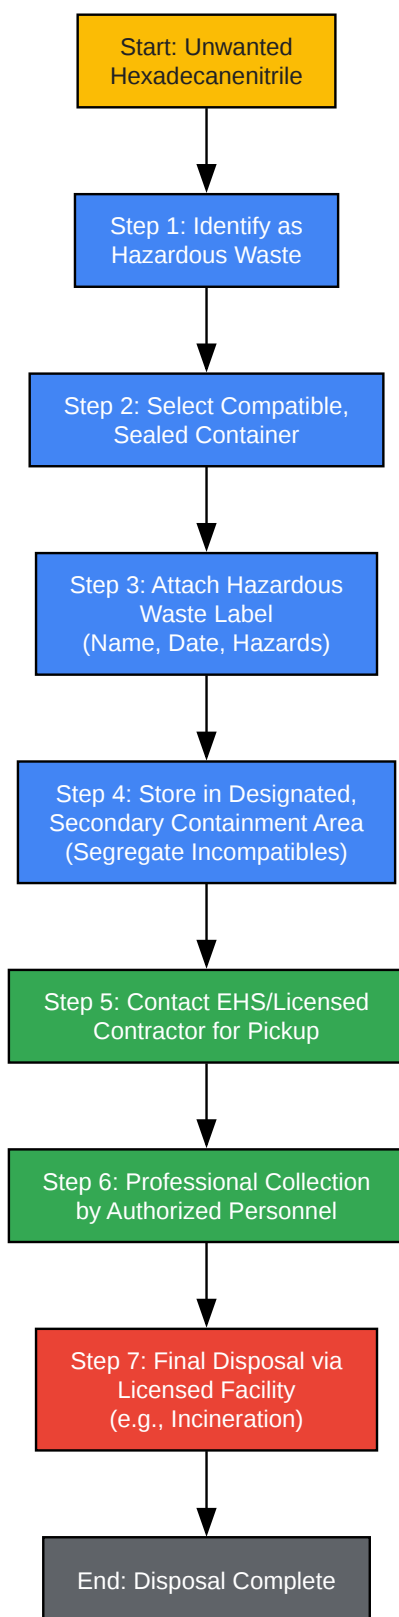 Start: Unwanted
Hexadecanenitrile
Step 1: Identify as
Hazardous Waste
Step 2: Select Compatible,
Sealed Container
Step 3: Attach Hazardous
Waste Label
(Name, Date, Hazards)
Step 4: Store in Designated,
Secondary Containment Area
(Segregate Incompatibles)
Step 5: Contact EHS/Licensed
Contractor for Pickup
Step 6: Professional Collection
by Authorized Personnel
Step 7: Final Disposal via
Licensed Facility
(e.g., Incineration)
End: Disposal Complete